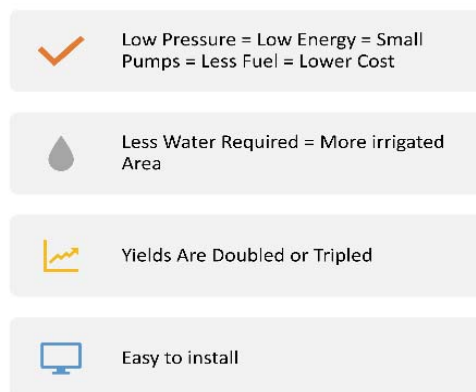 Low Pressure = Low Energy = Small
Pumps = Less Fuel = Lower Cost
Less Water Required = More irrigated
Area
Yields Are Doubled or Tripled
Easy to install